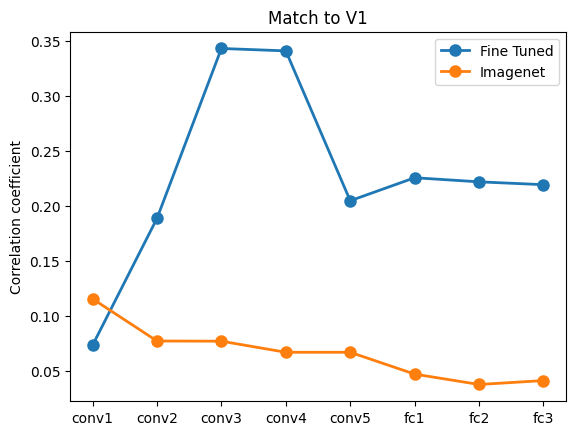 Match to V1
Correlation coefficient
0.35
0.30
0.25
0.20
0.15
0.10
0.05
Fine Tuned
Imagenet
conv1 conv2 conv3 conv4 conv5 fc1 fc2 fc3